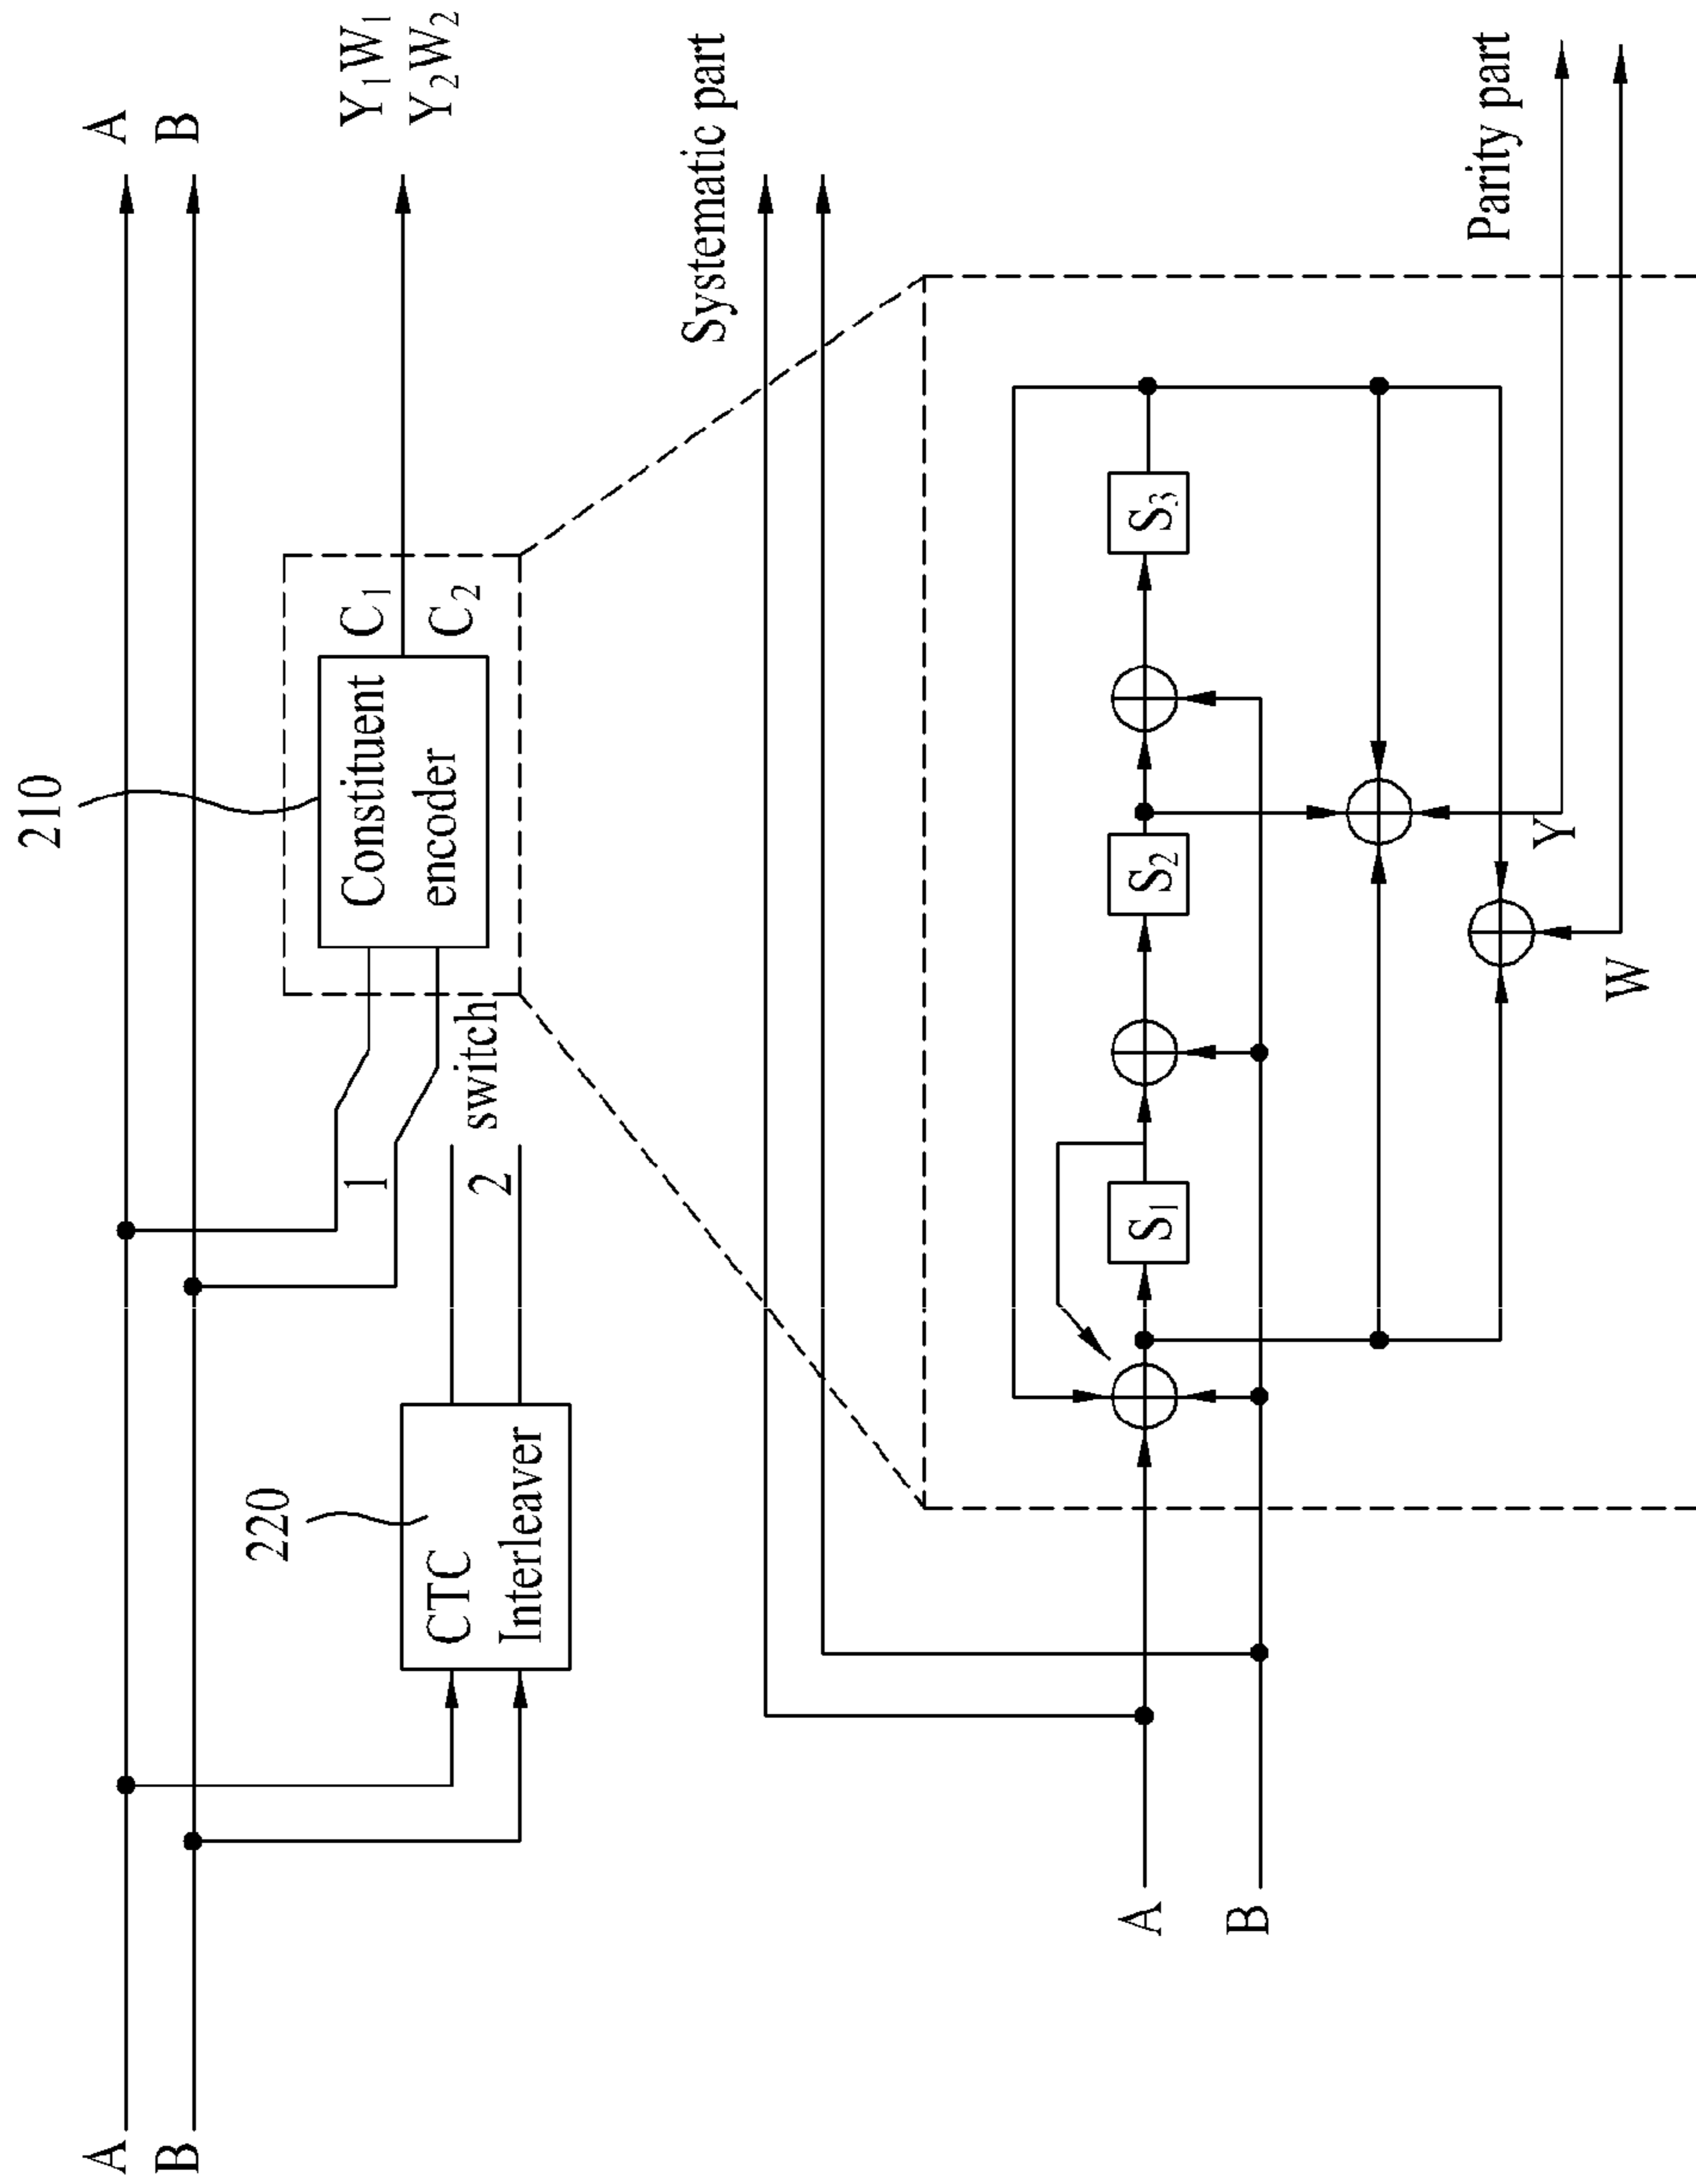 A
B
A
B
210
Constituent
encoder
C₁
C₂
Y₁W₁
Y₂W₂
1
switch
2
220
CTC
Interleaver
Systematic part
A
B
S₁
S₂
S₃
Y
W
Parity part